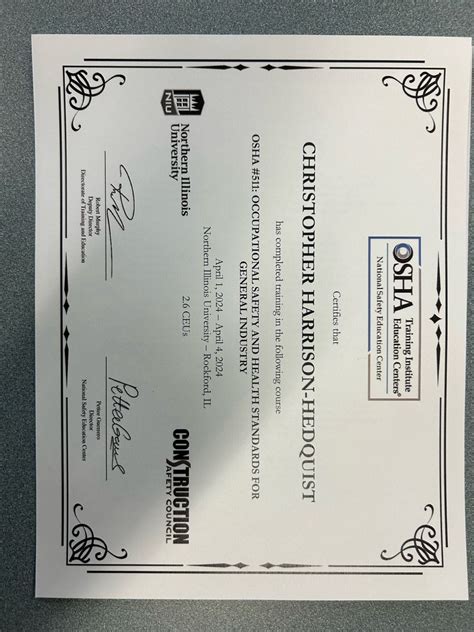 OSHA
Training Institute
Education Centers®
National Safety Education Center
Certifies that
CHRISTOPHER HARRISON-HEDQUIST
has completed training in the following course
OSHA #511: OCCUPATIONAL SAFETY AND HEALTH STANDARDS FOR
GENERAL INDUSTRY
April 1, 2024 – April 4, 2024
Northern Illinois University – Rockford, IL
2.6 CEUs
NIU
Northern Illinois
University
CONSTRUCTION
SAFETY COUNCIL
Robert Murphy
Deputy Director
Directorate of Training and Education
Guerrero
Director
National Safety Education Center